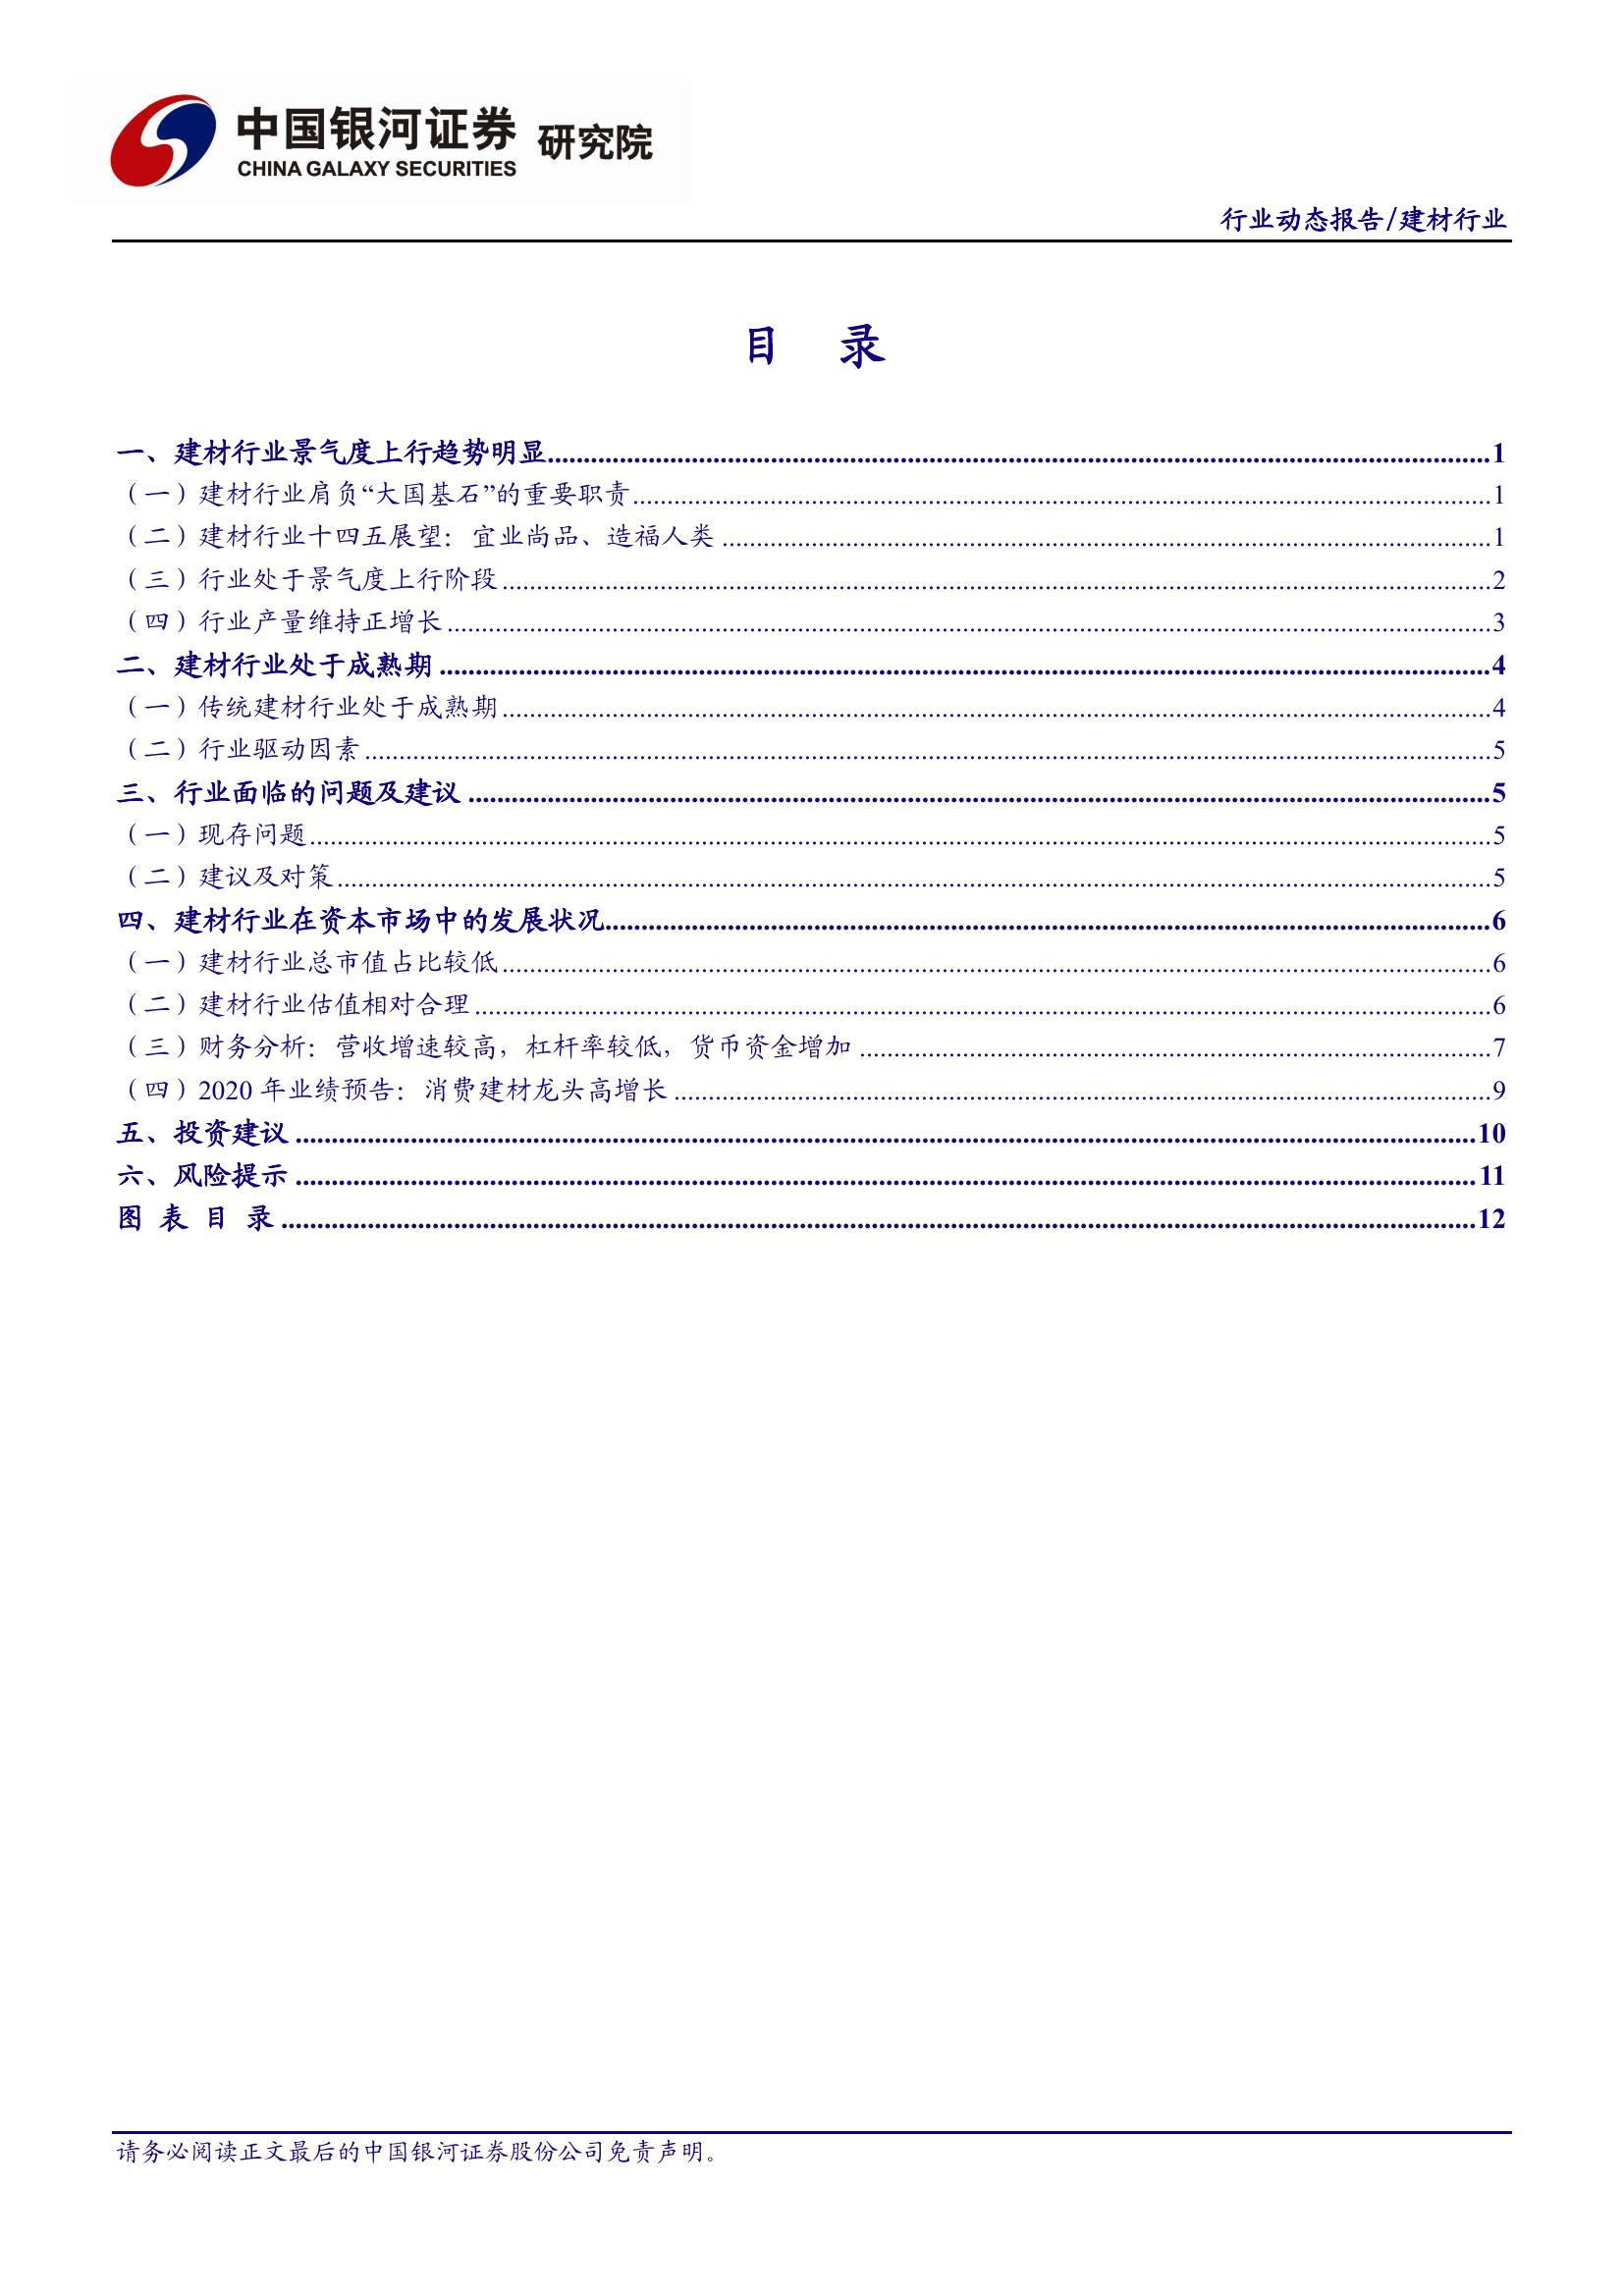 中国银河证券 研究院
CHINA GALAXY SECURITIES
行业动态报告/建材行业
目 录
一、建材行业景气度上行趋势明显........................1
（一）建材行业肩负“大国基石”的重要职责........................1
（二）建材行业十四五展望：宜业尚品、造福人类........................1
（三）行业处于景气度上行阶段........................2
（四）行业产量维持正增长........................3
二、建材行业处于成熟期........................4
（一）传统建材行业处于成熟期........................4
（二）行业驱动因素........................5
三、行业面临的问题及建议........................5
（一）现存问题........................5
（二）建议及对策........................5
四、建材行业在资本市场中的发展状况........................6
（一）建材行业总市值占比较低........................6
（二）建材行业估值相对合理........................6
（三）财务分析：营收增速较高，杠杆率较低，货币资金增加........................7
（四）2020 年业绩预告：消费建材龙头高增长........................9
五、投资建议........................10
六、风险提示........................11
图 表 目 录........................12
请务必阅读正文最后的中国银河证券股份公司免责声明。